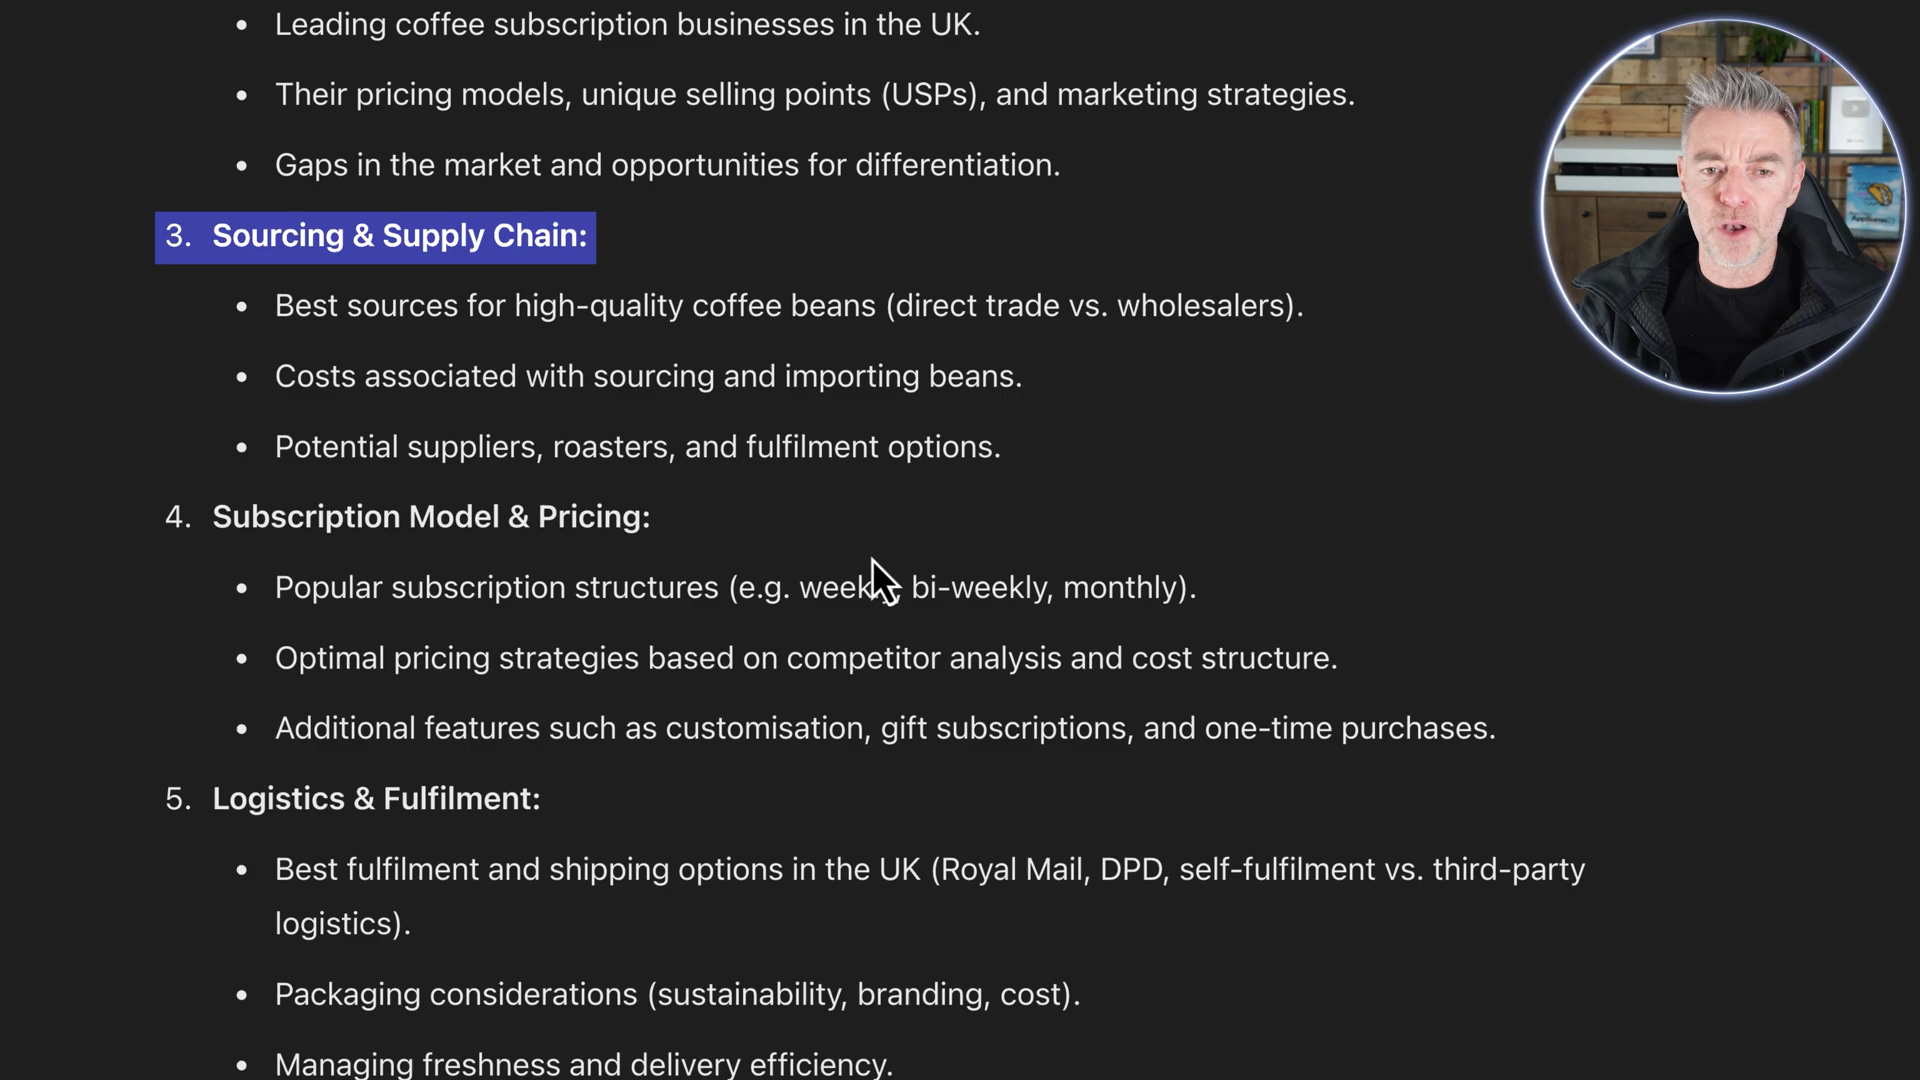 • Leading coffee subscription businesses in the UK.
• Their pricing models, unique selling points (USPs), and marketing strategies.
• Gaps in the market and opportunities for differentiation.
3. Sourcing & Supply Chain:
• Best sources for high-quality coffee beans (direct trade vs. wholesalers).
• Costs associated with sourcing and importing beans.
• Potential suppliers, roasters, and fulfilment options.
4. Subscription Model & Pricing:
• Popular subscription structures (e.g. weekly, bi-weekly, monthly).
• Optimal pricing strategies based on competitor analysis and cost structure.
• Additional features such as customisation, gift subscriptions, and one-time purchases.
5. Logistics & Fulfilment:
• Best fulfilment and shipping options in the UK (Royal Mail, DPD, self-fulfilment vs. third-party
logistics).
• Packaging considerations (sustainability, branding, cost).
• Managing freshness and delivery efficiency.